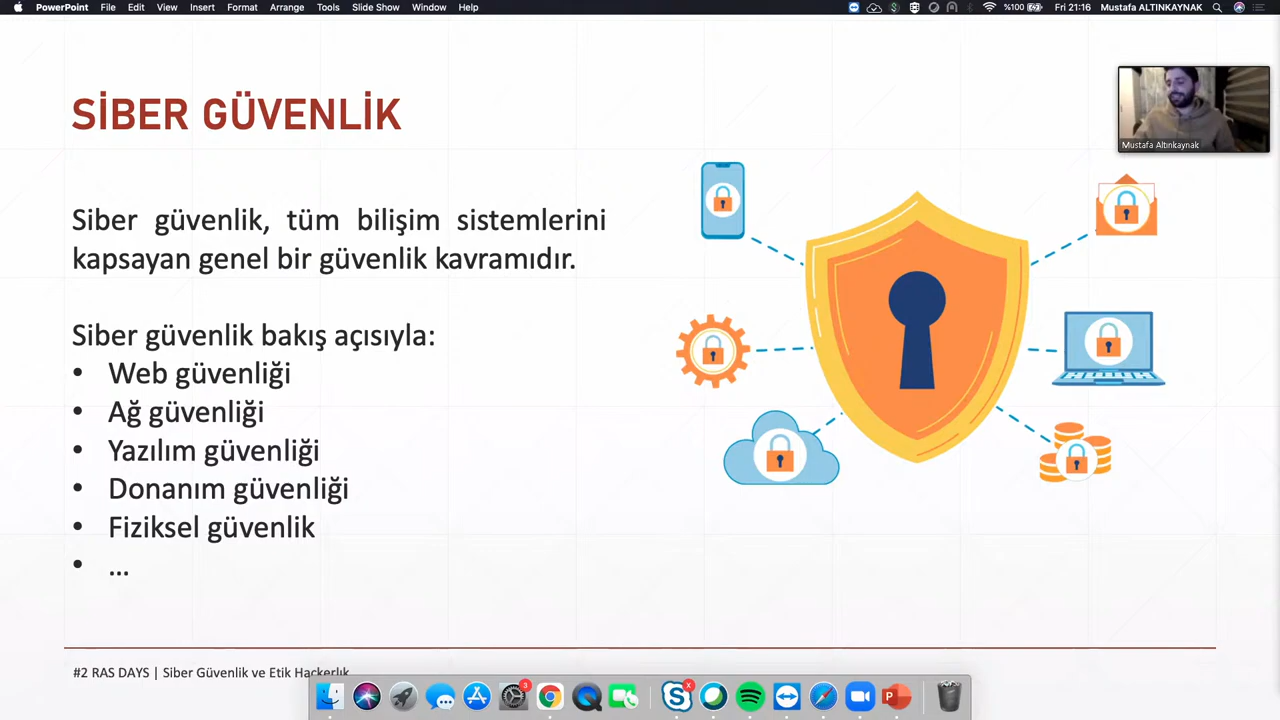 PowerPoint File Edit View Insert Format Arrange Tools Slide Show Window Help %100 Fri 21:16 Mustafa ALTINKAYNAK
SİBER GÜVENLİK
Mustafa Altınkaynak
Siber güvenlik, tüm bilişim sistemlerini
kapsayan genel bir güvenlik kavramıdır.
Siber güvenlik bakış açısıyla:
• Web güvenliği
• Ağ güvenliği
• Yazılım güvenliği
• Donanım güvenliği
• Fiziksel güvenlik
• ...
#2 RAS DAYS | Siber Güvenlik ve Etik Hackerlık
3